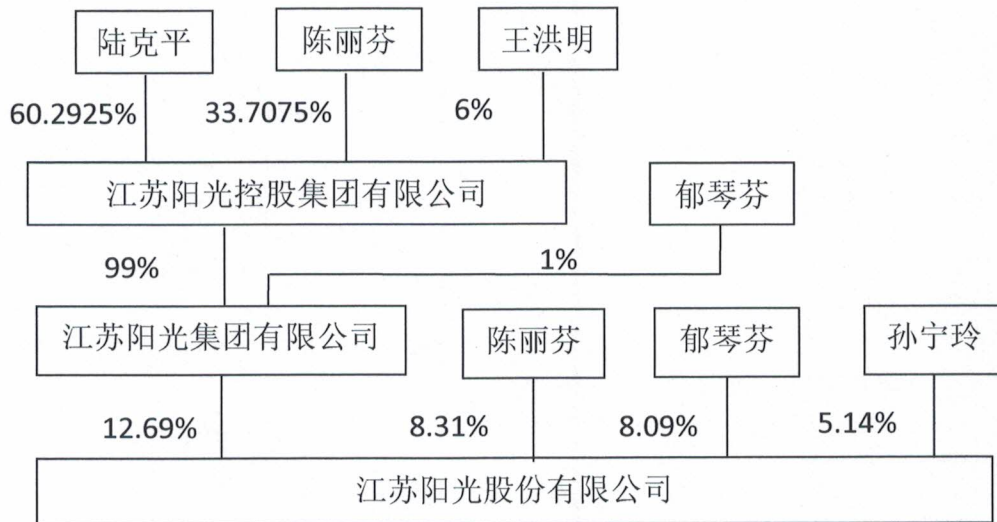 陆克平
陈丽芬
王洪明
60.2925%
33.7075%
6%
江苏阳光控股集团有限公司
郁琴芬
99%
1%
江苏阳光集团有限公司
陈丽芬
郁琴芬
孙宁玲
12.69%
8.31%
8.09%
5.14%
江苏阳光股份有限公司